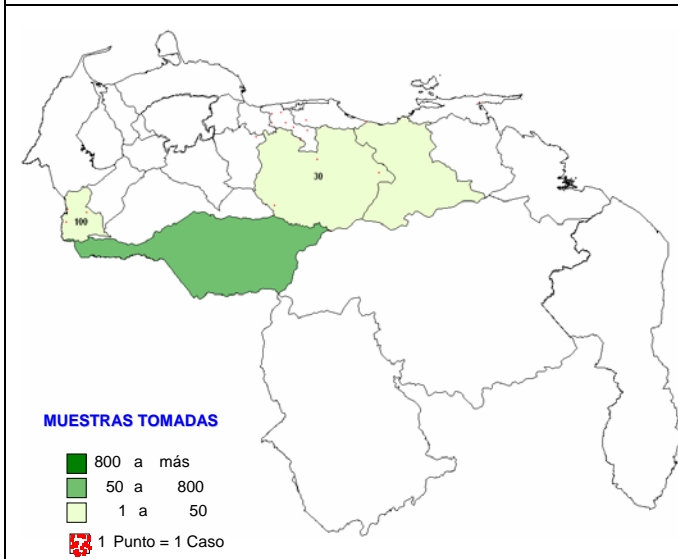 30
100
MUESTRAS TOMADAS
800 a más
50 a 800
1 a 50
1 Punto = 1 Caso